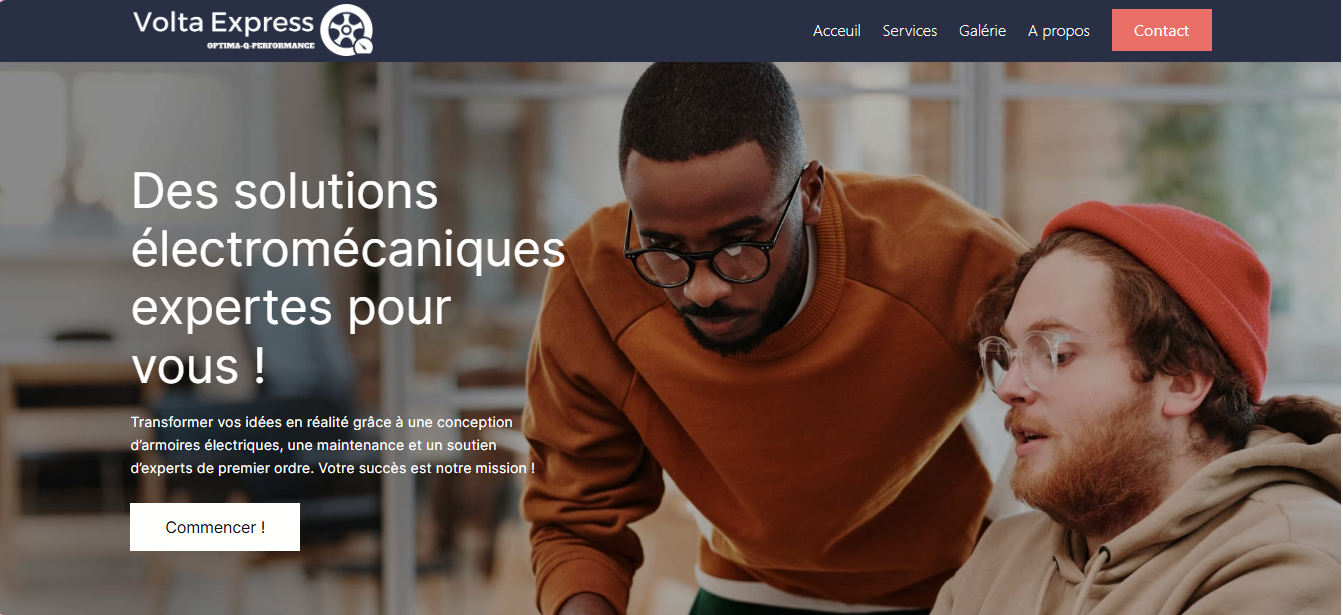 Volta Express
OPTIMA-Q-PERFORMANCE
Acceuil Services Galérie A propos Contact
Des solutions
électromécaniques
expertes pour
vous !
Transformer vos idées en réalité grâce à une conception
d’armoires électriques, une maintenance et un soutien
d’experts de premier ordre. Votre succès est notre mission !
Commencer !